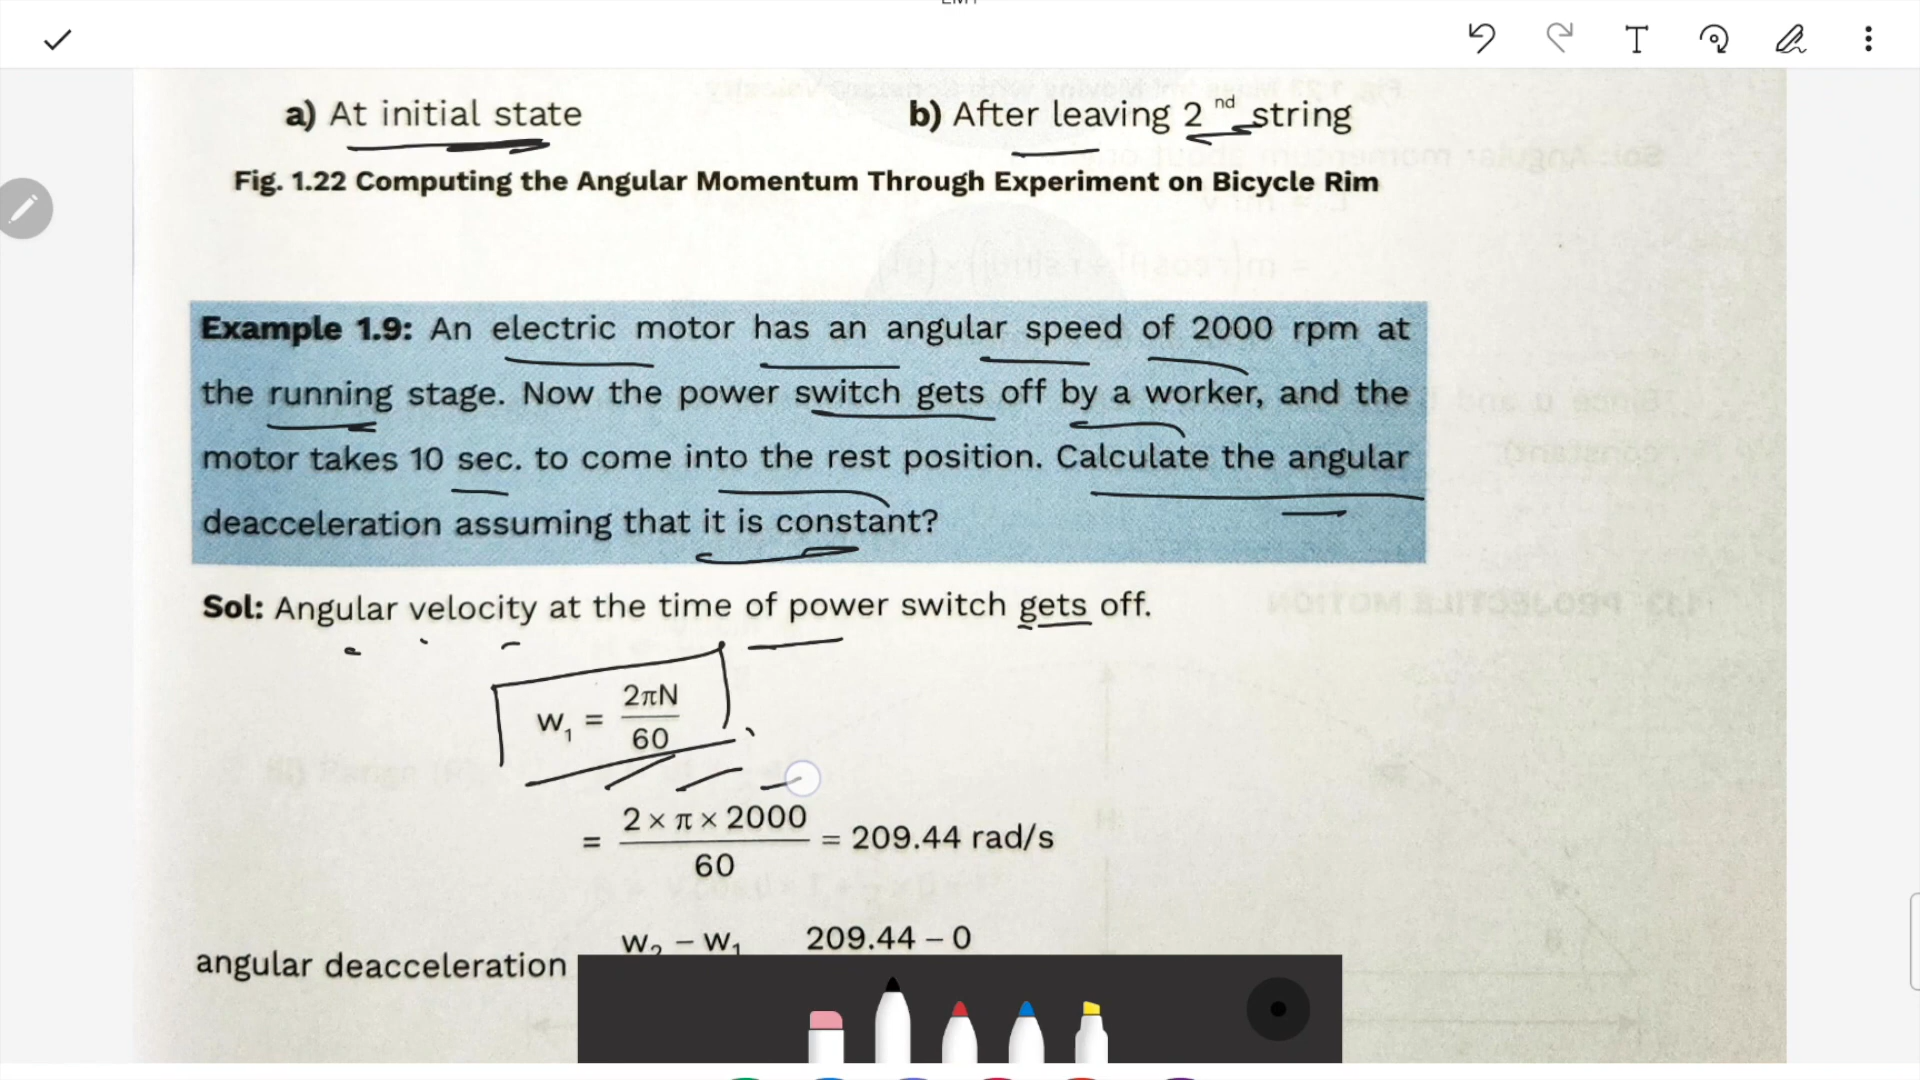 a) At initial state
b) After leaving 2nd string
Fig. 1.22 Computing the Angular Momentum Through Experiment on Bicycle Rim
Example 1.9: An electric motor has an angular speed of 2000 rpm at
the running stage. Now the power switch gets off by a worker, and the
motor takes 10 sec. to come into the rest position. Calculate the angular
deacceleration assuming that it is constant?
Sol: Angular velocity at the time of power switch gets off.
w₁ = 2πN / 60
= 2 × π × 2000 / 60 = 209.44 rad/s
angular deacceleration w₂ – w₁ 209.44 – 0